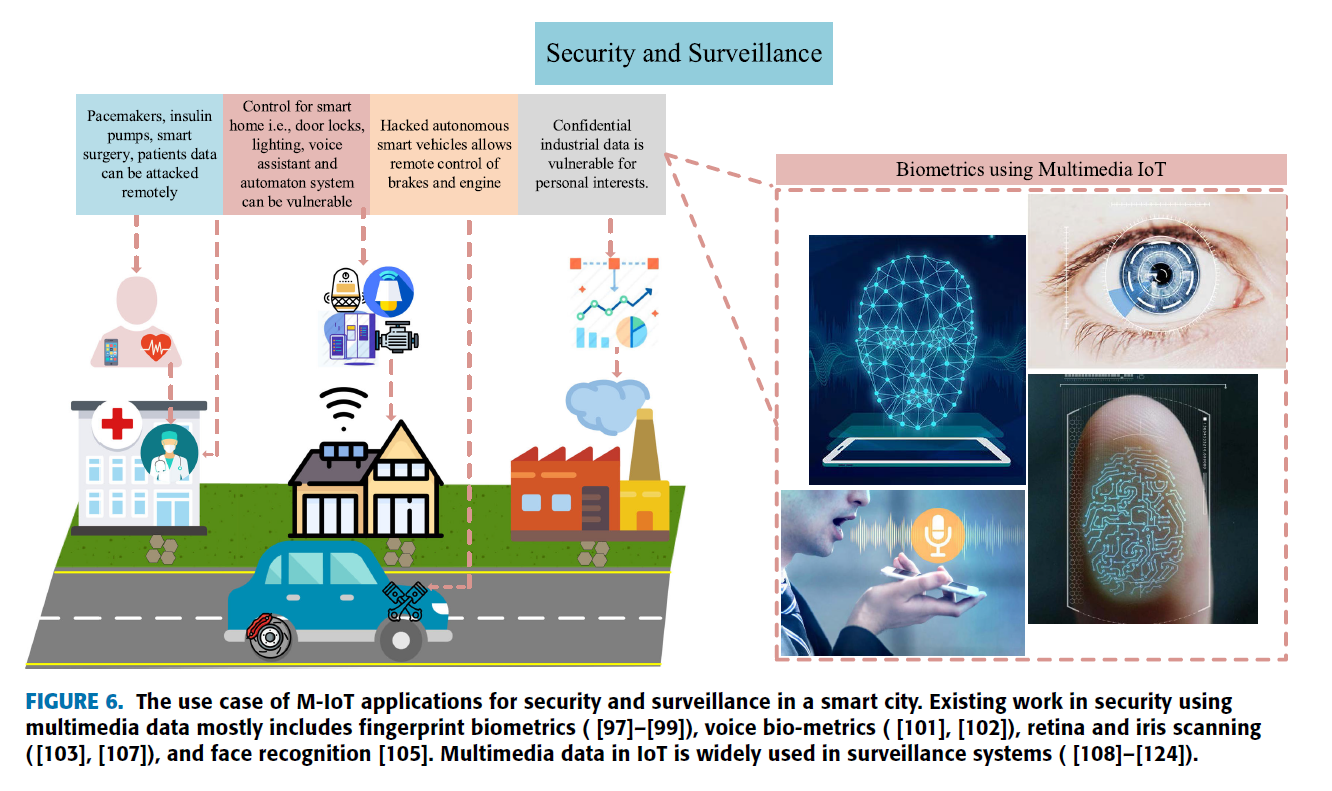 Security and Surveillance
Pacemakers, insulin
pumps, smart
surgery, patients data
can be attacked
remotely
Control for smart
home i.e., door locks,
lighting, voice
assistant and
automaton system
can be vulnerable
Hacked autonomous
smart vehicles allows
remote control of
brakes and engine
Confidential
industrial data is
vulnerable for
personal interests.
Biometrics using Multimedia IoT
FIGURE 6. The use case of M-IoT applications for security and surveillance in a smart city. Existing work in security using
multimedia data mostly includes fingerprint biometrics ( [97]–[99]), voice bio-metrics ( [101], [102]), retina and iris scanning
([103], [107]), and face recognition [105]. Multimedia data in IoT is widely used in surveillance systems ( [108]–[124]).